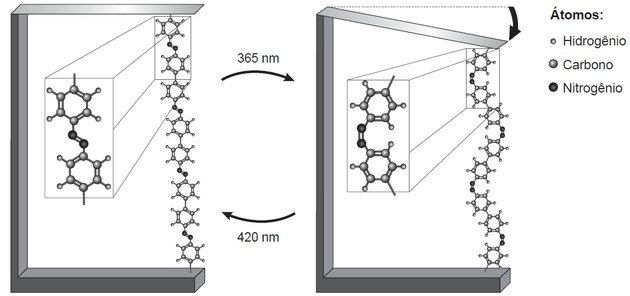 365 nm
420 nm
Átomos:
Hidrogênio
Carbono
Nitrogênio